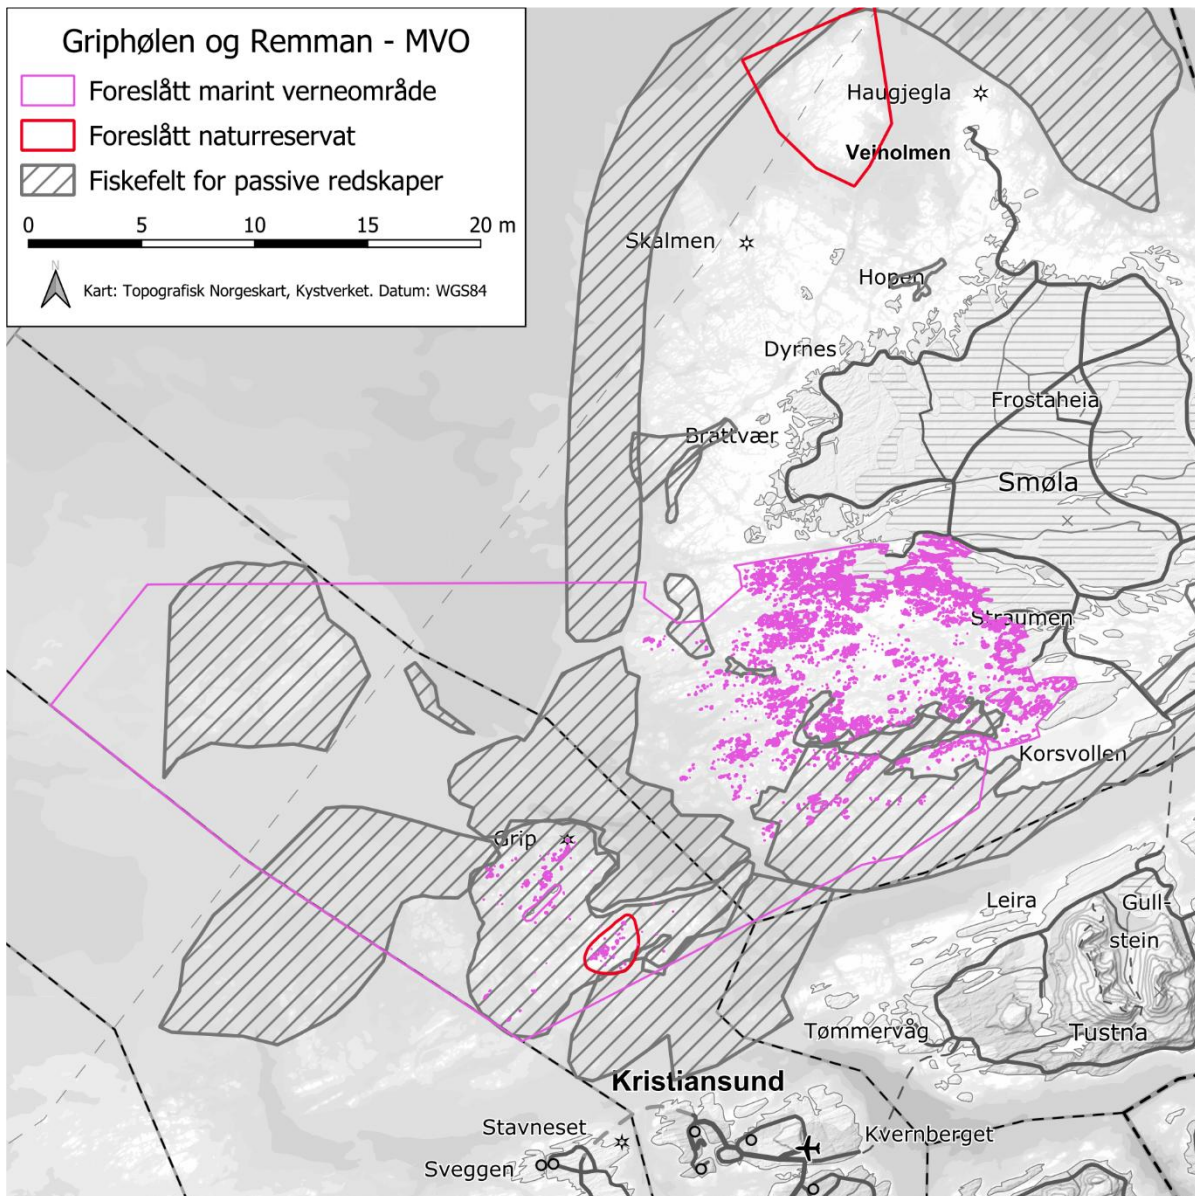 Griphølen og Remman - MVO
Foreslått marint verneområde
Foreslått naturreservat
Fiskefelt for passive redskaper
0 5 10 15 20 m
N
Kart: Topografisk Norgeskart, Kystverket. Datum: WGS84
Haugjegla
Veiholmen
Skalmen
Hopen
Dyrnes
Frostaheia
Brattvær
Smøla
Straumen
Korsvollen
Grip
Leira
Gull-
stein
Tømmervåg
Tustna
Kristiansund
Stavneset
Kvernberget
Sveggen